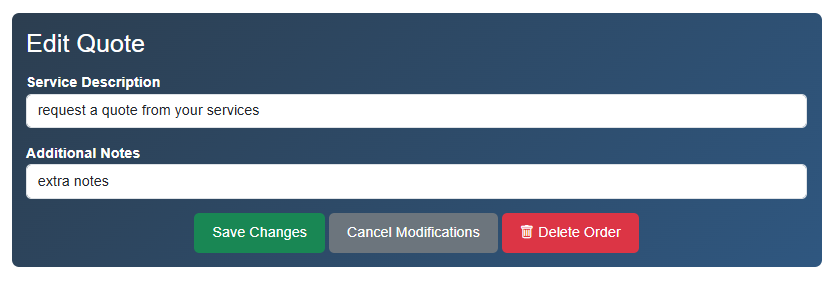 Edit Quote
Service Description
request a quote from your services
Additional Notes
extra notes
Save Changes Cancel Modifications Delete Order